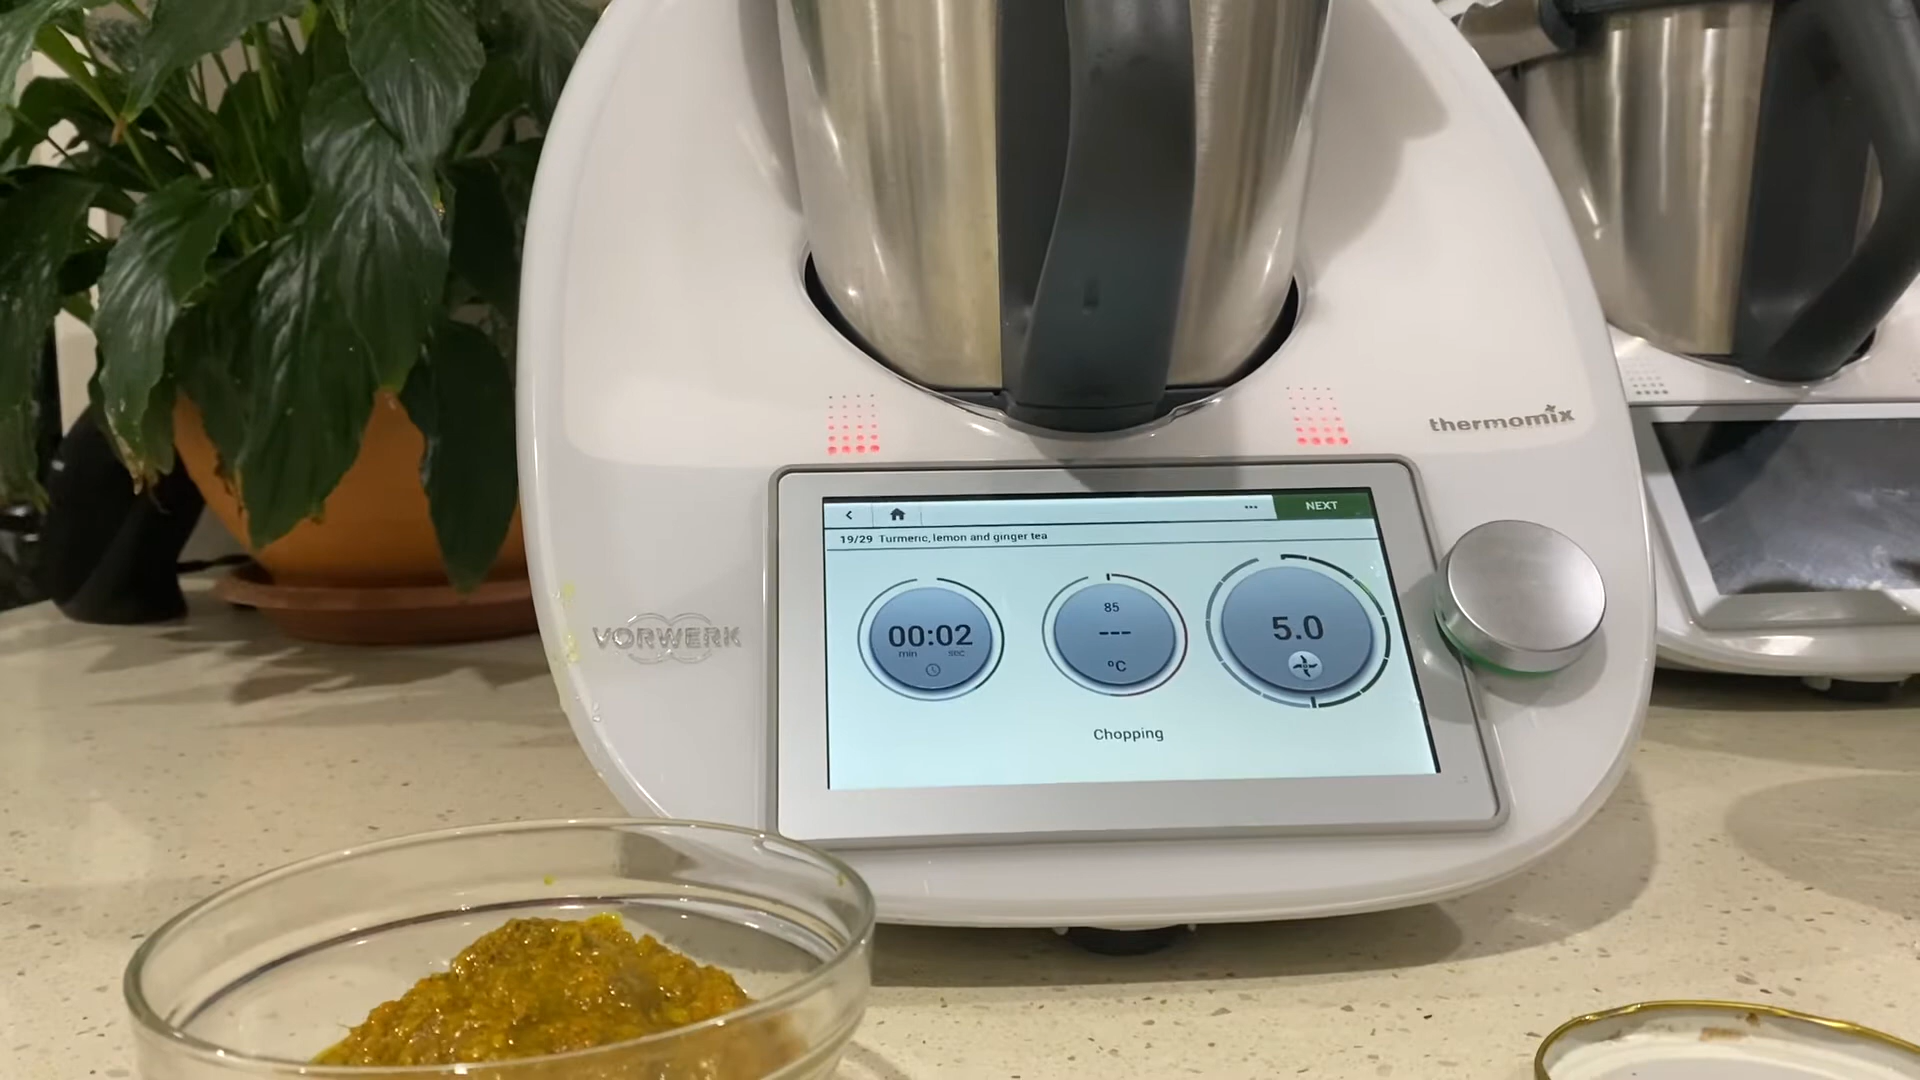 thermomix
NEXT
19/29 Turmeric, lemon and ginger tea
00:02
min sec
85
---
°C
5.0
VORWERK
Chopping